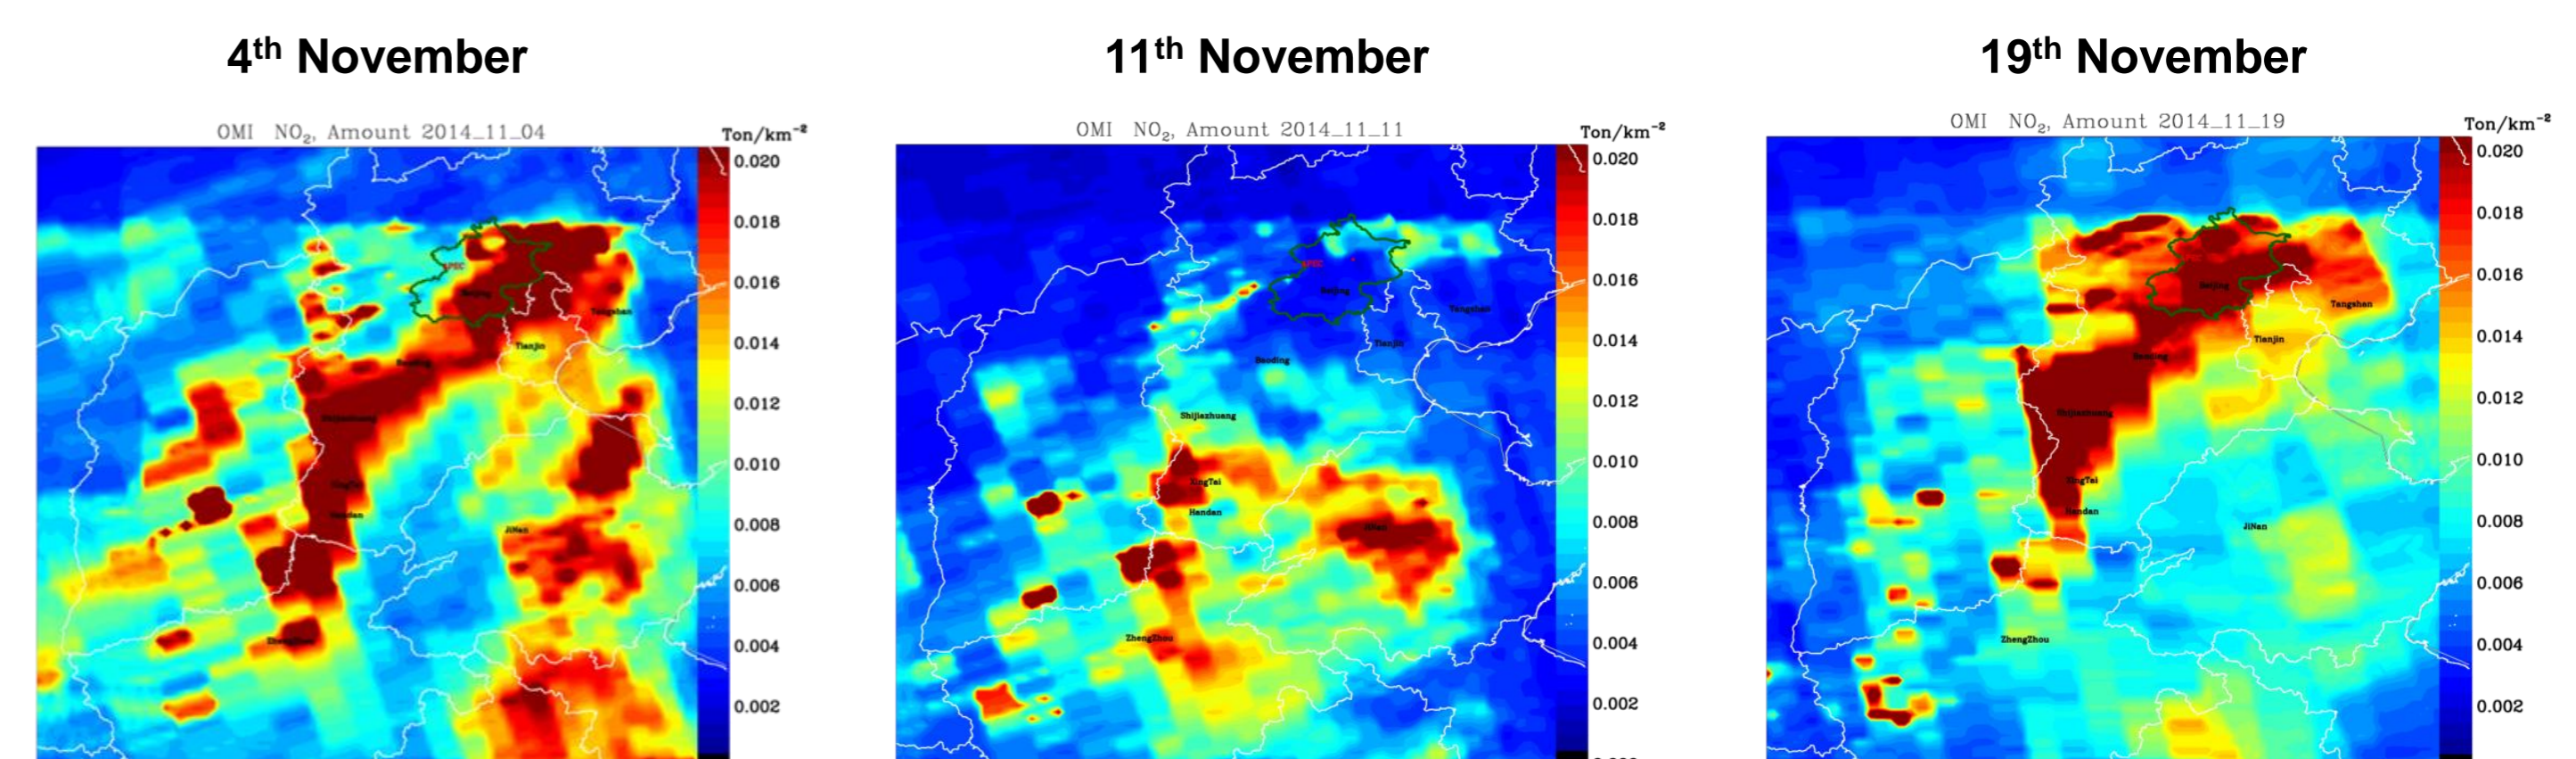 4th November
11th November
19th November
OMI NO2, Amount 2014_11_04
Ton/km−2
0.020
0.018
0.016
0.014
0.012
0.010
0.008
0.006
0.004
0.002
APEC
Beijing
Tangshan
Tianjin
Baoding
Shijiazhuang
XingTai
Handan
JiNan
ZhengZhou
OMI NO2, Amount 2014_11_11
Ton/km−2
0.020
0.018
0.016
0.014
0.012
0.010
0.008
0.006
0.004
0.002
APEC
Beijing
Tangshan
Tianjin
Baoding
Shijiazhuang
XingTai
Handan
JiNan
ZhengZhou
OMI NO2, Amount 2014_11_19
Ton/km−2
0.020
0.018
0.016
0.014
0.012
0.010
0.008
0.006
0.004
0.002
Beijing
Tangshan
Tianjin
Baoding
Shijiazhuang
XingTai
Handan
JiNan
ZhengZhou